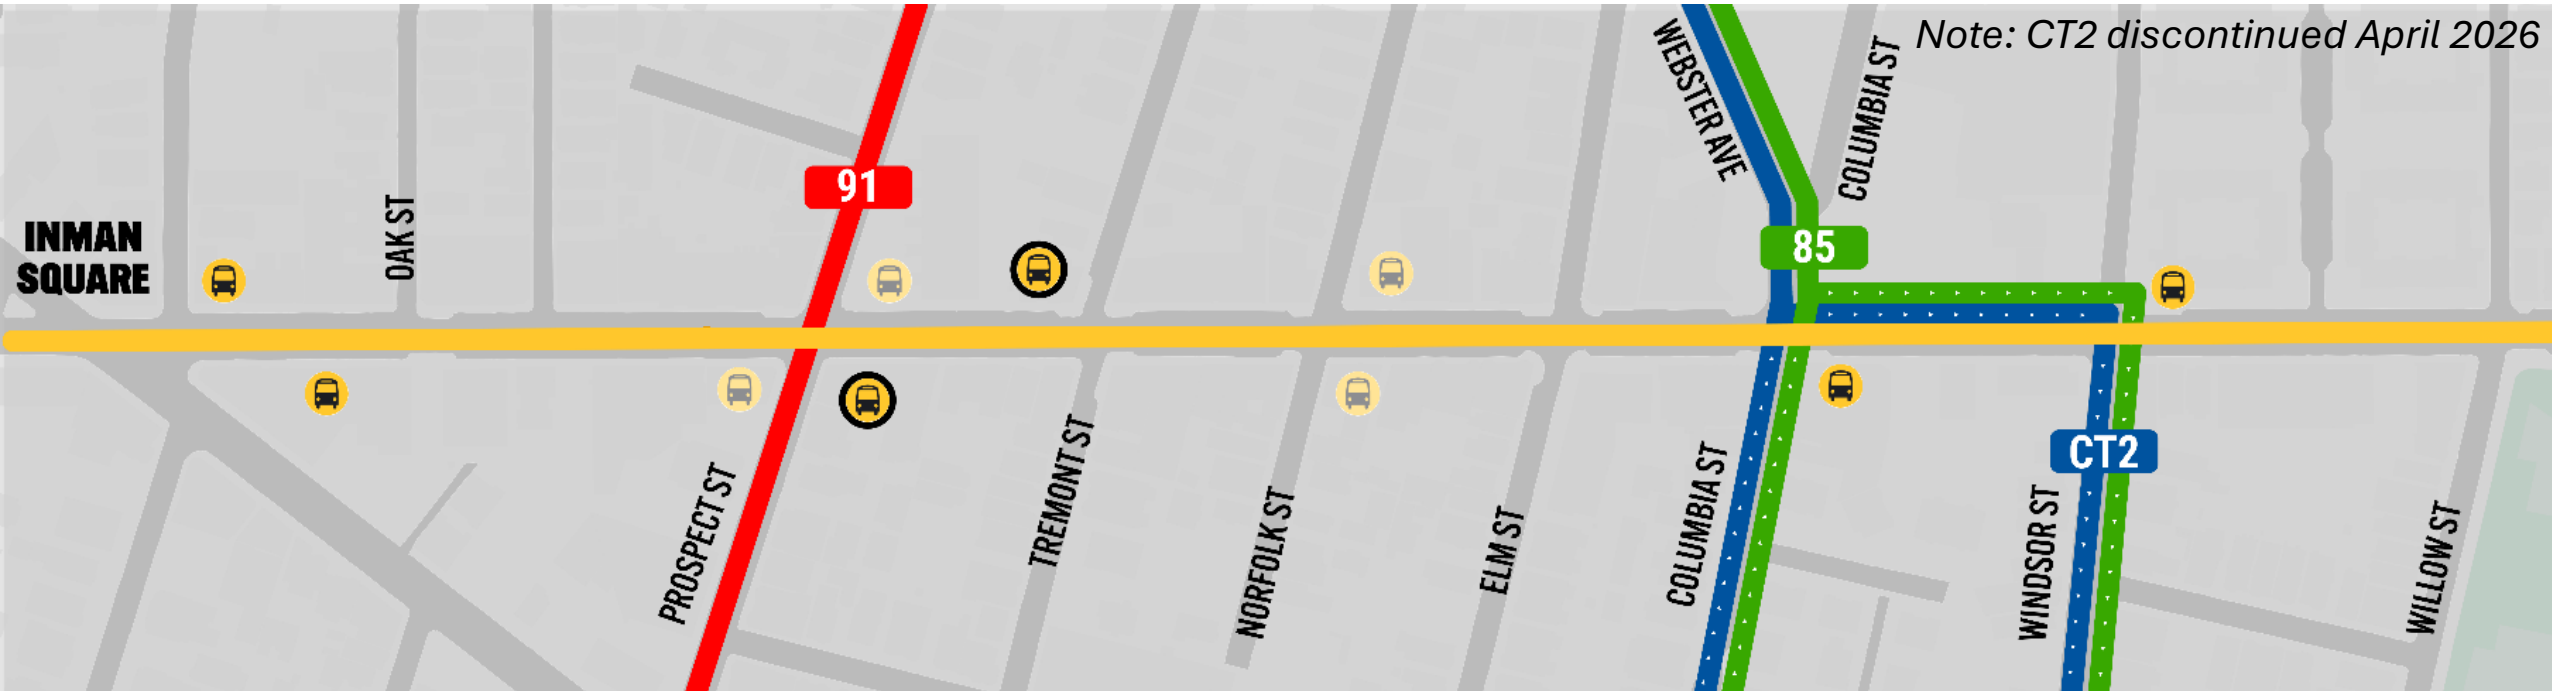 Note: CT2 discontinued April 2026
WEBSTER AVE
COLUMBIA ST
91
OAK ST
INMAN
SQUARE
85
CT2
PROSPECT ST
TREMONT ST
NORFOLK ST
ELM ST
COLUMBIA ST
WINDSOR ST
WILLOW ST